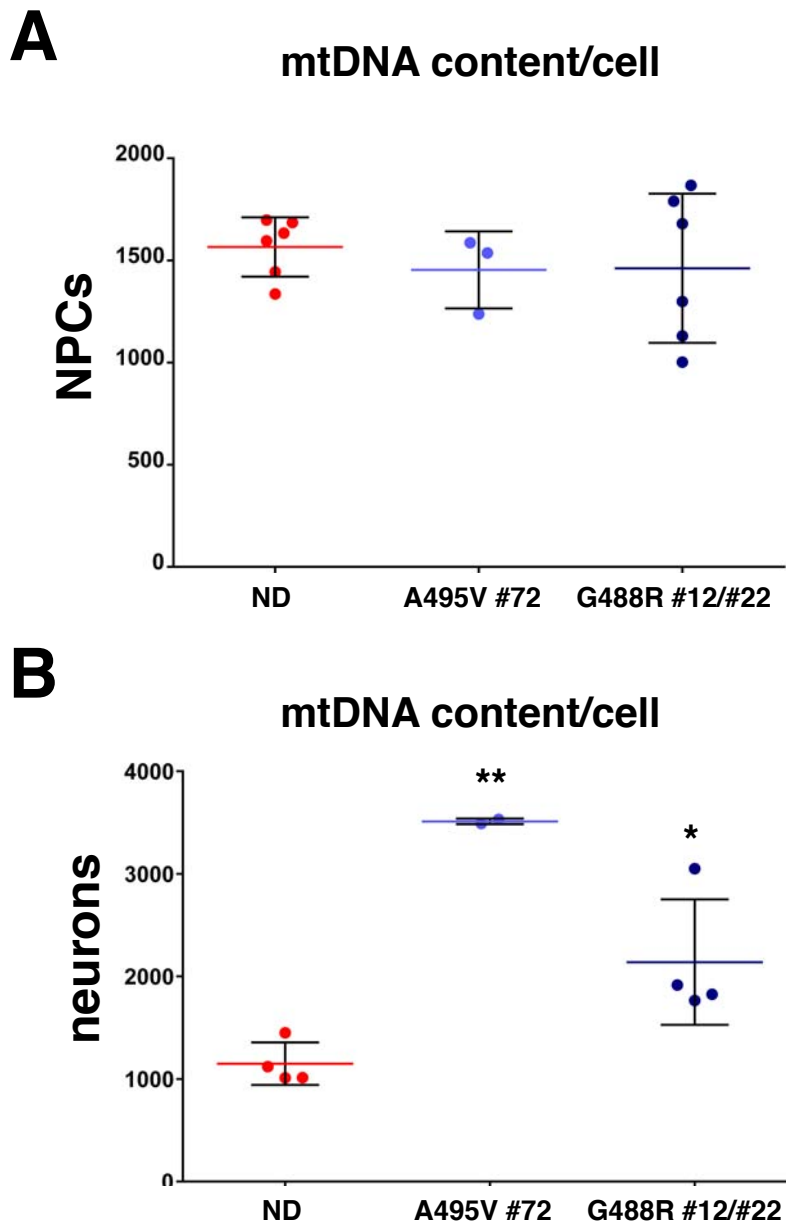 A
mtDNA content/cell
NPCs
2000
1500
1000
500
0
ND A495V #72 G488R #12/#22
B
mtDNA content/cell
neurons
4000
3000
2000
1000
0
** 
*
ND A495V #72 G488R #12/#22